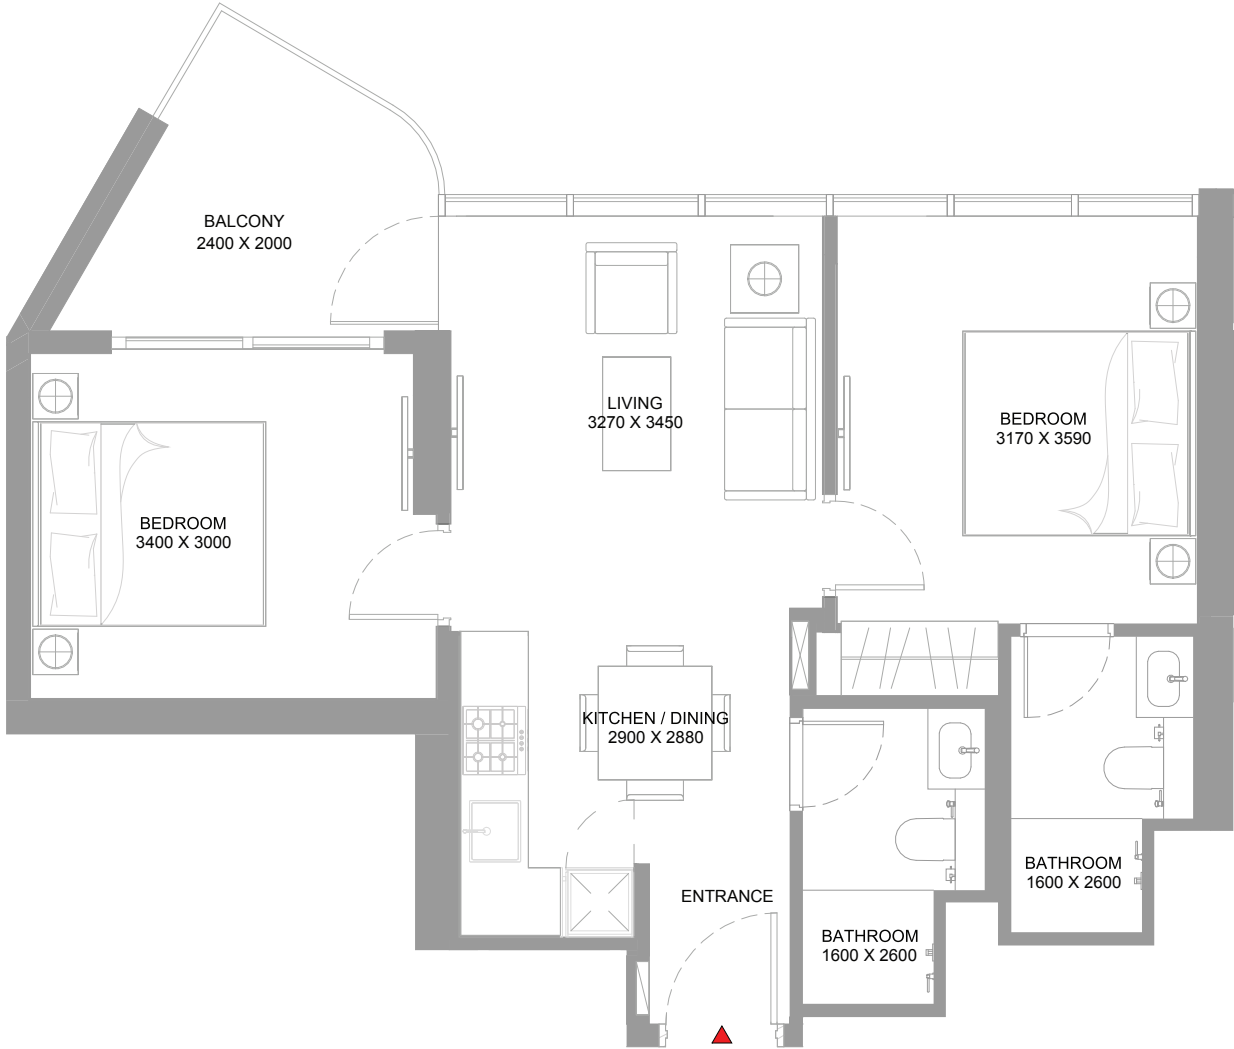 BALCONY
2400 X 2000
LIVING
3270 X 3450
BEDROOM
3170 X 3590
BEDROOM
3400 X 3000
KITCHEN / DINING
2900 X 2880
BATHROOM
1600 X 2600
ENTRANCE
BATHROOM
1600 X 2600